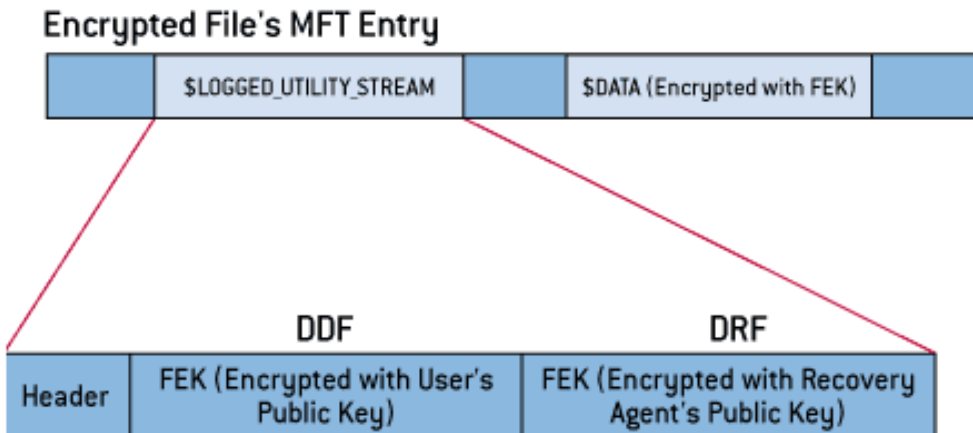 Encrypted File's MFT Entry
$LOGGED_UTILITY_STREAM
$DATA (Encrypted with FEK)
DDF
DRF
Header
FEK (Encrypted with User's
Public Key)
FEK (Encrypted with Recovery
Agent's Public Key)